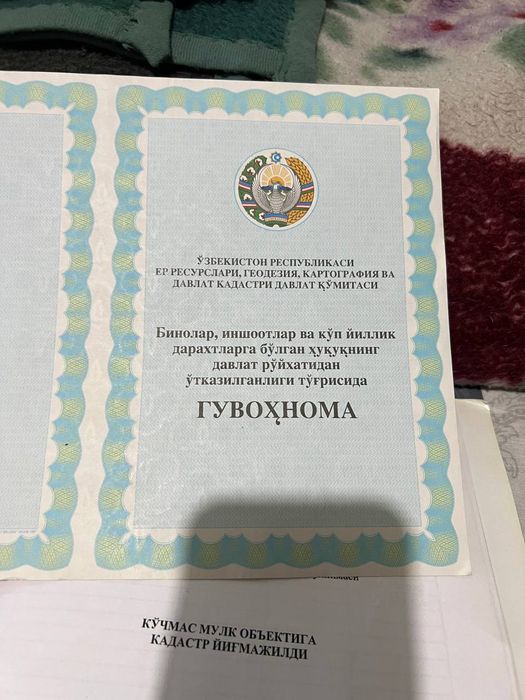 ЎЗБЕКИСТОН РЕСПУБЛИКАСИ
ЕР РЕСУРСЛАРИ, ГЕОДЕЗИЯ, КАРТОГРАФИЯ ВА
ДАВЛАТ КАДАСТРИ ДАВЛАТ ҚЎМИТАСИ
Бинолар, иншоотлар ва кўп йиллик
дарахтларга бўлган ҳуқуқнинг
давлат рўйхатидан
ўтказилганлиги тўғрисида
ГУВОҲНОМА
КЎЧМАС МУЛК ОБЪЕКТИГА
КАДАСТР ЙИҒМАЖИЛДИ